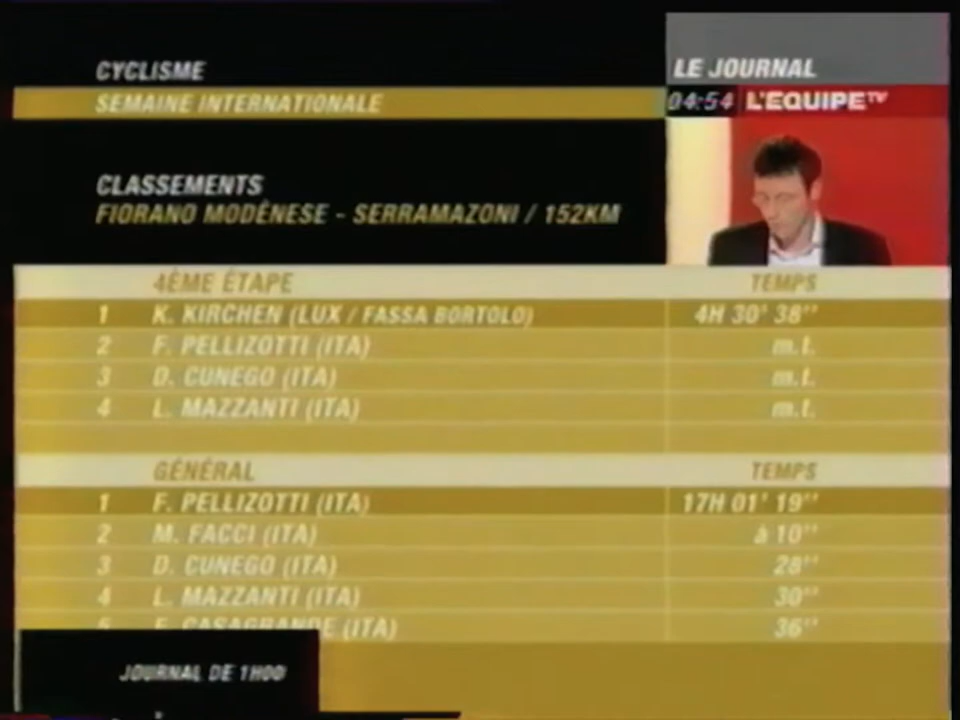 CYCLISME
LE JOURNAL
SEMAINE INTERNATIONALE
04:54 L'EQUIPE TV
CLASSEMENTS
FIORANO MODÈNESE - SERRAMAZONI / 152KM
4ÈME ÉTAPE TEMPS
1 K. KIRCHEN (LUX / FASSA BORTOLO) 4H 30' 38''
2 F. PELLIZOTTI (ITA) m.t.
3 D. CUNEGO (ITA) m.t.
4 L. MAZZANTI (ITA) m.t.
GÉNÉRAL TEMPS
1 F. PELLIZOTTI (ITA) 17H 01' 19''
2 M. FACCI (ITA) à 10''
3 D. CUNEGO (ITA) 28''
4 L. MAZZANTI (ITA) 30''
5 F. CASAGRANDE (ITA) 36''
JOURNAL DE 1H00